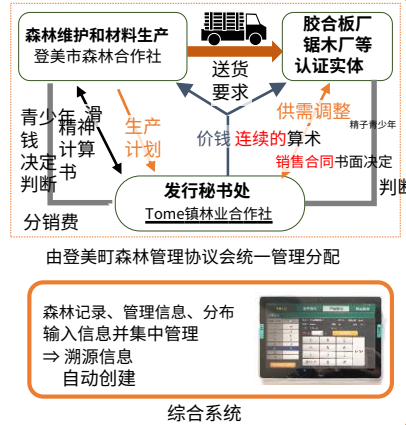 森林维护和材料生产
登美市森林合作社
胶合板厂
锯木厂等
认证实体
送货
要求
青少年
钱
决定
判断
滑
精神
计算
书
生产
计划
价钱 连续的算术
供需调整
精子青少年
销售合同书面决定
判断
发行秘书处
Tome镇林业合作社
分销费
由登美町森林管理协议会统一管理分配
森林记录、管理信息、分布
输入信息并集中管理
⇒ 溯源信息
自动创建
综合系统